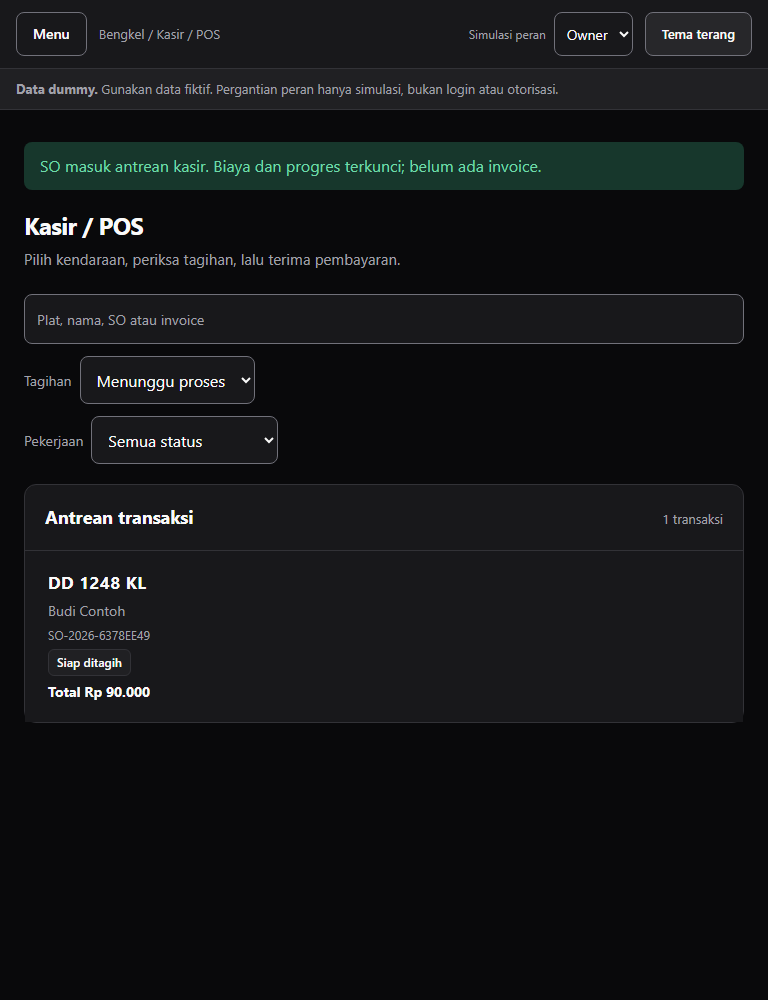 Menu
Bengkel / Kasir / POS
Simulasi peran
Owner
Tema terang
Data dummy. Gunakan data fiktif. Pergantian peran hanya simulasi, bukan login atau otorisasi.
SO masuk antrean kasir. Biaya dan progres terkunci; belum ada invoice.
Kasir / POS
Pilih kendaraan, periksa tagihan, lalu terima pembayaran.
Plat, nama, SO atau invoice
Tagihan
Menunggu proses
Pekerjaan
Semua status
Antrean transaksi
1 transaksi
DD 1248 KL
Budi Contoh
SO-2026-6378EE49
Siap ditagih
Total Rp 90.000